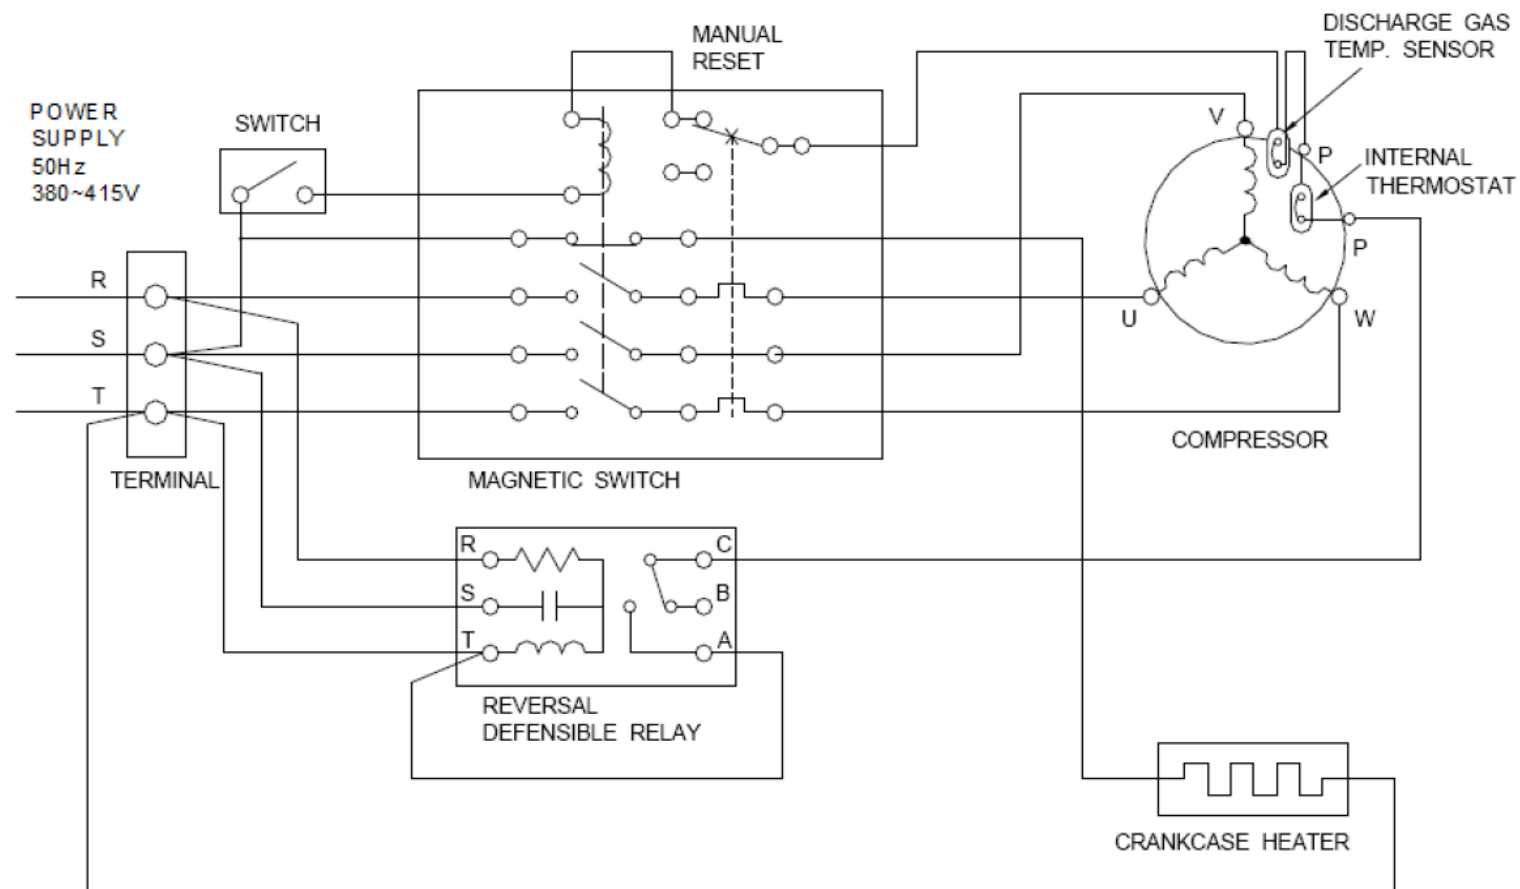 DISCHARGE GAS
TEMP. SENSOR
MANUAL
RESET
POWER
SUPPLY
50Hz
380~415V
SWITCH
V
P
INTERNAL
THERMOSTAT
P
R
U
W
S
T
COMPRESSOR
TERMINAL
MAGNETIC SWITCH
R
C
S
B
T
A
REVERSAL
DEFENSIBLE RELAY
CRANKCASE HEATER